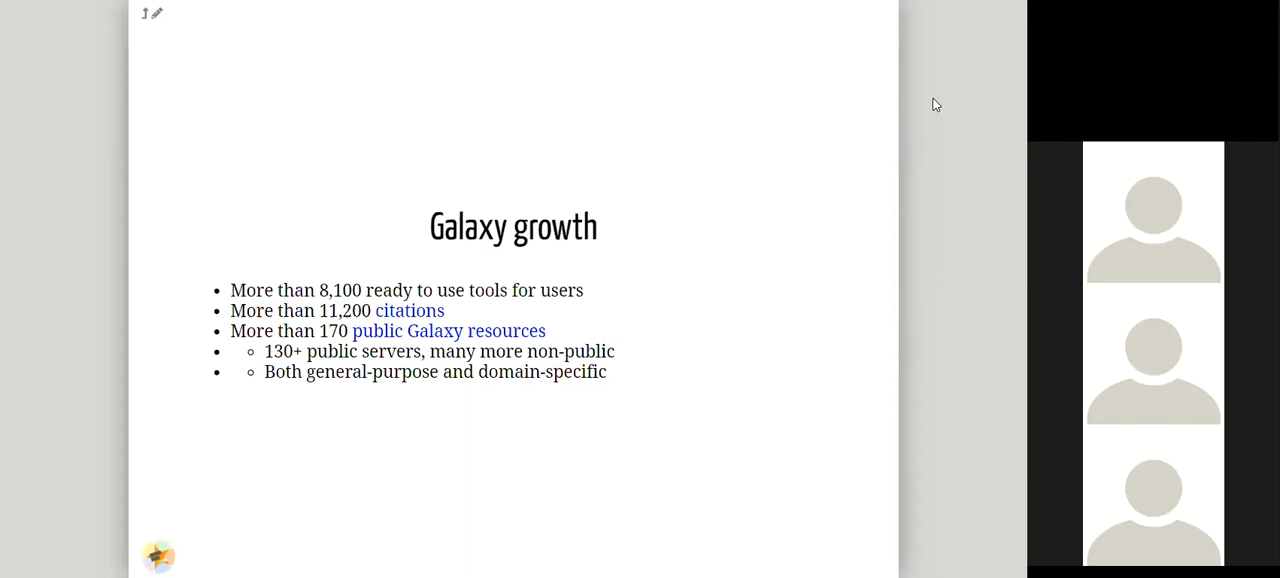 Galaxy growth
More than 8,100 ready to use tools for users
More than 11,200 citations
More than 170 public Galaxy resources
130+ public servers, many more non-public
Both general-purpose and domain-specific